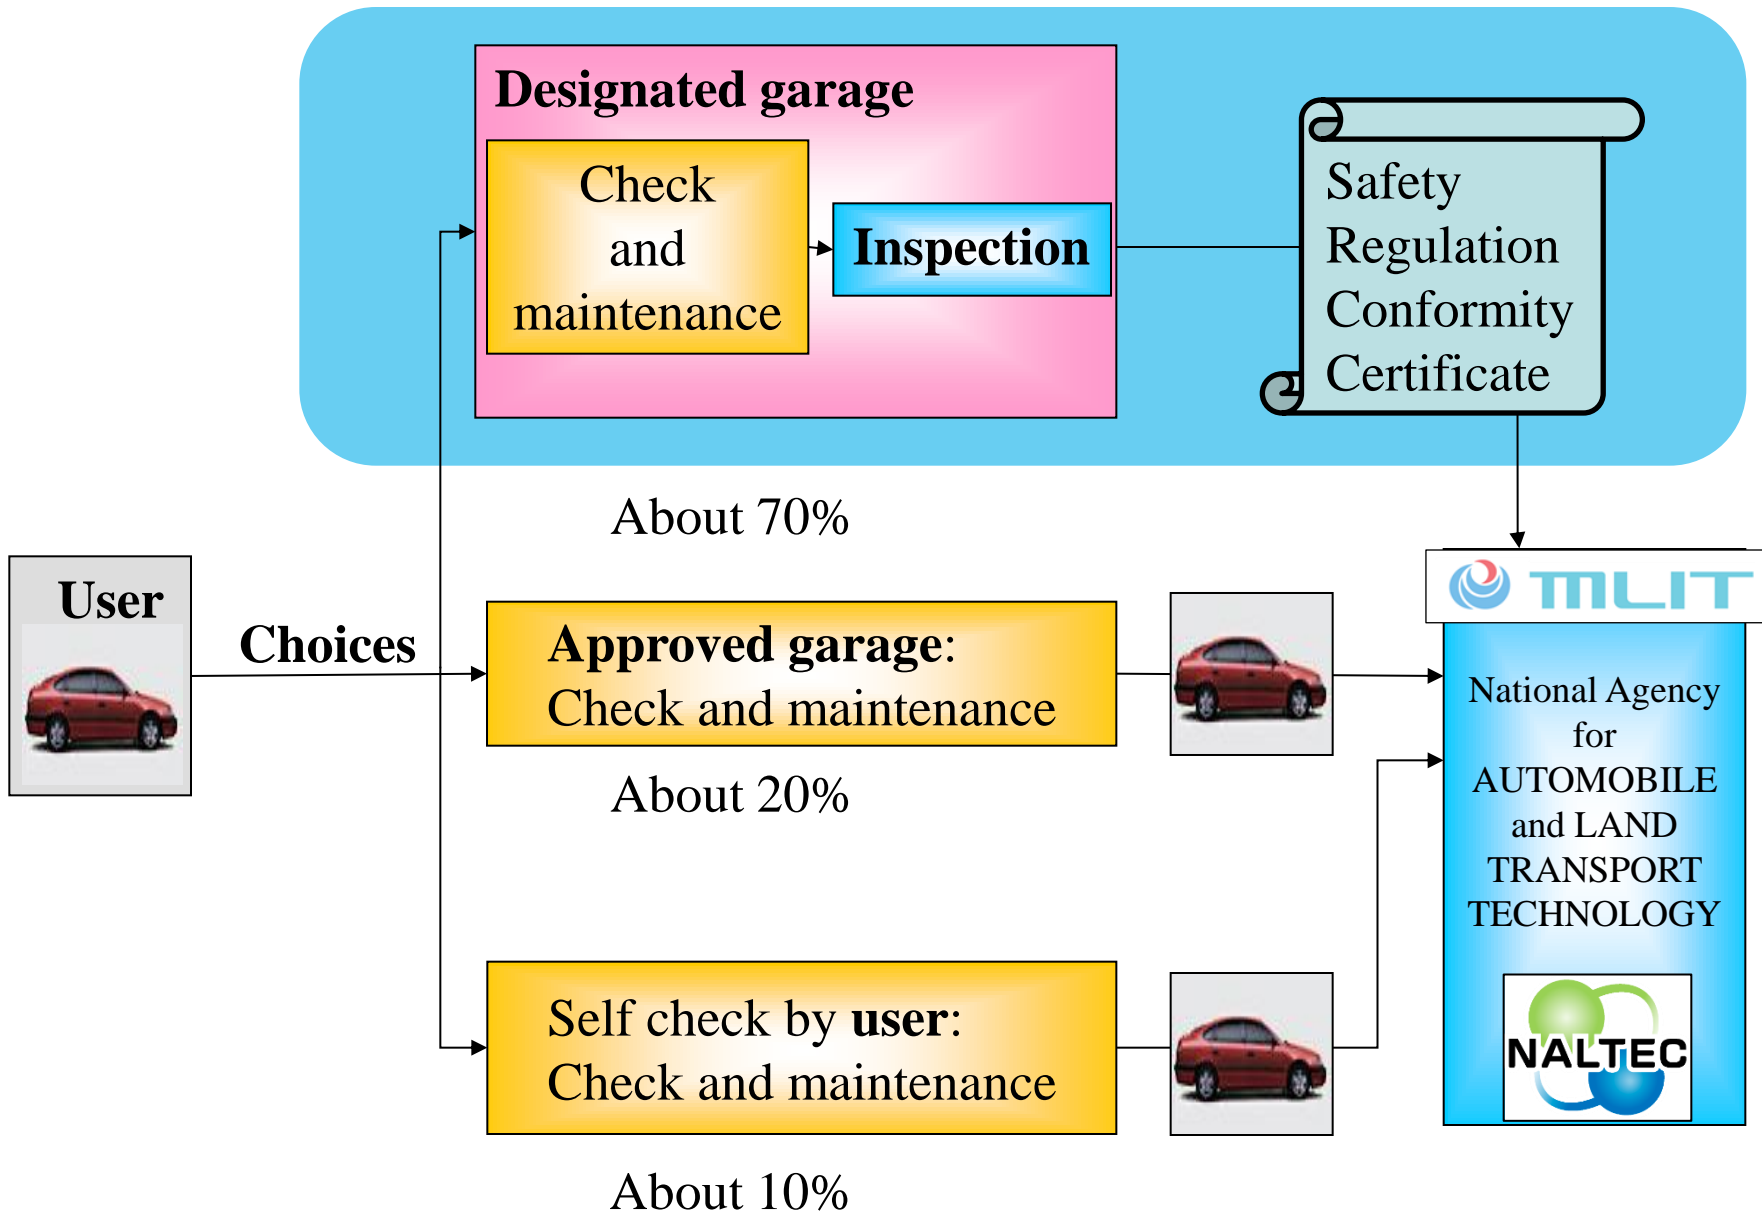 Designated garage
Check
and
maintenance
Inspection
Safety
Regulation
Conformity
Certificate
About 70%
User
Choices
Approved garage:
Check and maintenance
About 20%
MLIT
National Agency
for
AUTOMOBILE
and LAND
TRANSPORT
TECHNOLOGY
NALTEC
Self check by user:
Check and maintenance
About 10%